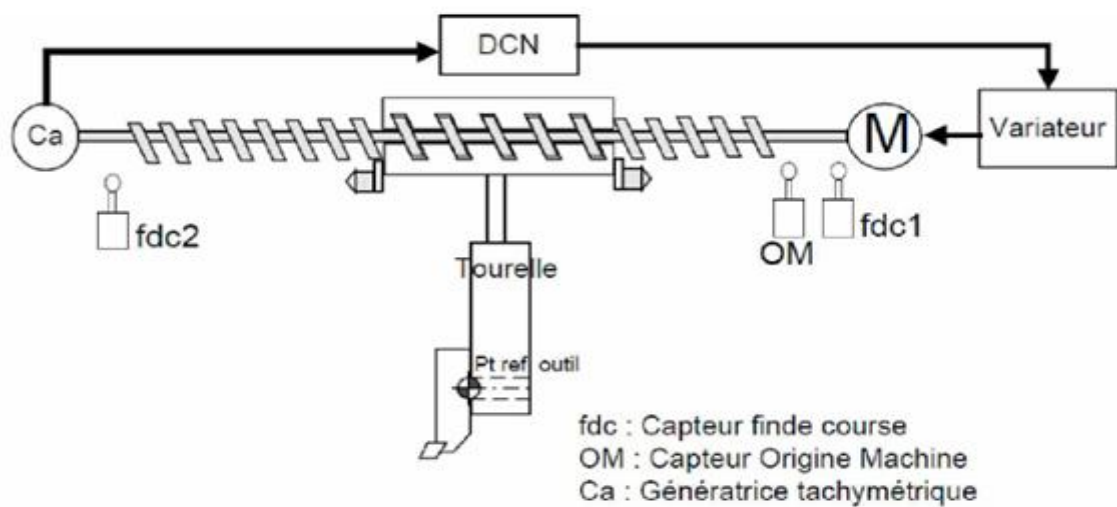 DCN
Ca
M
Variateur
fdc2
OM
fdc1
Tourelle
Pt ref outil
fdc : Capteur finde course
OM : Capteur Origine Machine
Ca : Génératrice tachymétrique